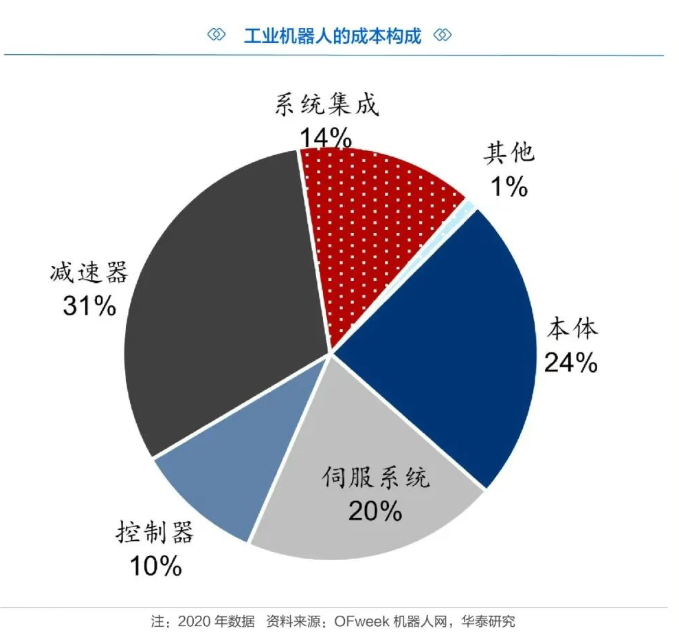 工业机器人的成本构成
系统集成
14%
其他
1%
本体
24%
减速器
31%
伺服系统
20%
控制器
10%
注：2020 年数据 资料来源：OFweek 机器人网，华泰研究